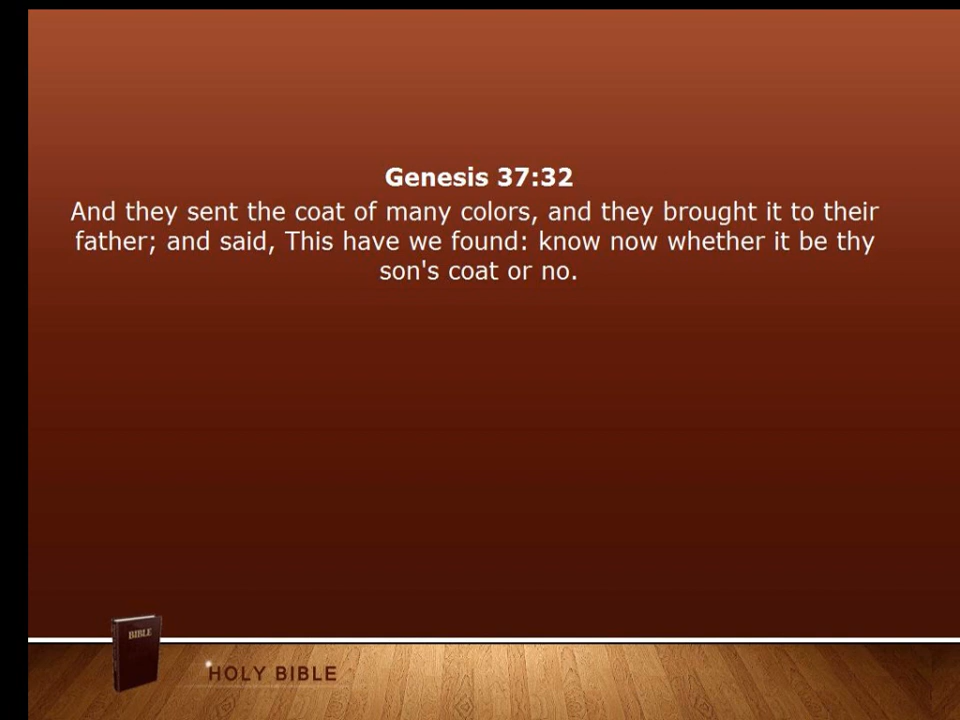 Genesis 37:32
And they sent the coat of many colors, and they brought it to their
father; and said, This have we found: know now whether it be thy
son's coat or no.
BIBLE
HOLY BIBLE